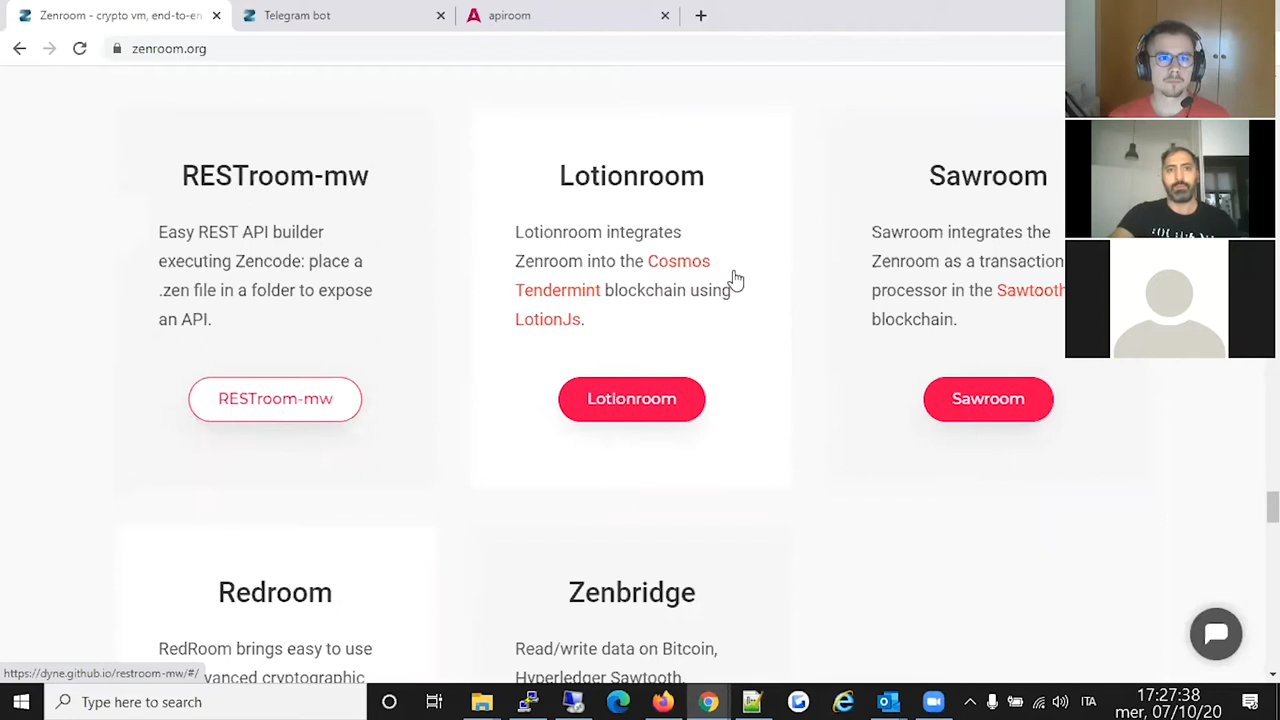 Zenroom - crypto vm, end-to-en
Telegram bot
apiroom
zenroom.org
RESTroom-mw
Easy REST API builder
executing Zencode: place a
.zen file in a folder to expose
an API.
RESTroom-mw
Lotionroom
Lotionroom integrates
Zenroom into the Cosmos
Tendermint blockchain using
LotionJs.
Lotionroom
Sawroom
Sawroom integrates the
Zenroom as a transaction
processor in the Sawtooth
blockchain.
Sawroom
Redroom
RedRoom brings easy to use
vanced cryptographic
Zenbridge
Read/write data on Bitcoin,
Hyperledger Sawtooth,
https://dyne.github.io/restroom-mw/#/
Type here to search
ITA
17:27:38
mer, 07/10/20